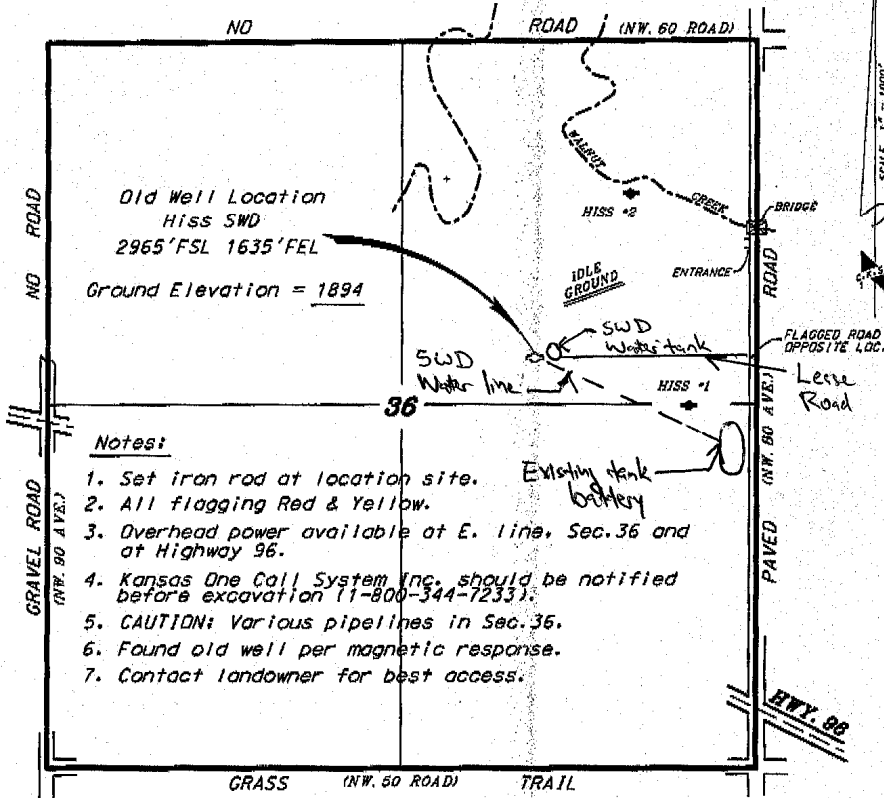 NO ROAD (NW. 60 ROAD)
NO ROAD
WALNUT CREEK
HISS #2
BRIDGE
ENTRANCE
ROAD
Old Well Location
Hiss SWD
2965'FSL 1635'FEL
Ground Elevation = 1894
IDLE
GROUND
SWD
Water tank
FLAGGED ROAD
OPPOSITE LOC.
Lease
Road
SWD
Water line
HISS #1
36
Existing tank
battery
(NW. 80 AVE.)
PAVED
GRAVEL ROAD
(NW. 90 AVE.)
Notes:
1. Set iron rod at location site.
2. All flagging Red & Yellow.
3. Overhead power available at E. line, Sec.36 and
at Highway 96.
4. Kansas One Call System Inc. should be notified
before excavation (1-800-344-7233).
5. CAUTION: Various pipelines in Sec.36.
6. Found old well per magnetic response.
7. Contact landowner for best access.
HWY. 96
GRASS (NW. 50 ROAD) TRAIL